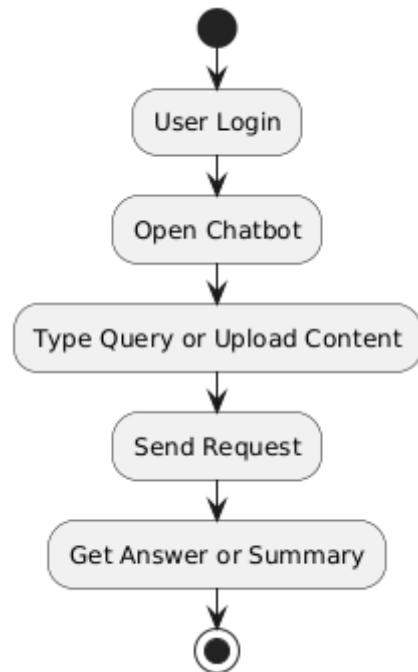 User Login
Open Chatbot
Type Query or Upload Content
Send Request
Get Answer or Summary